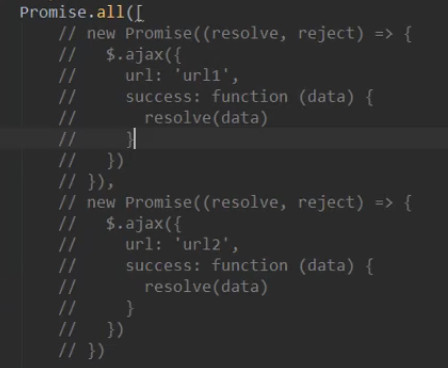 Promise.all([
// new Promise((resolve, reject) => {
//   $.ajax({
//     url: 'url1',
//     success: function (data) {
//       resolve(data)
//     }
//   })
// }),
// new Promise((resolve, reject) => {
//   $.ajax({
//     url: 'url2',
//     success: function (data) {
//       resolve(data)
//     }
//   })
// })